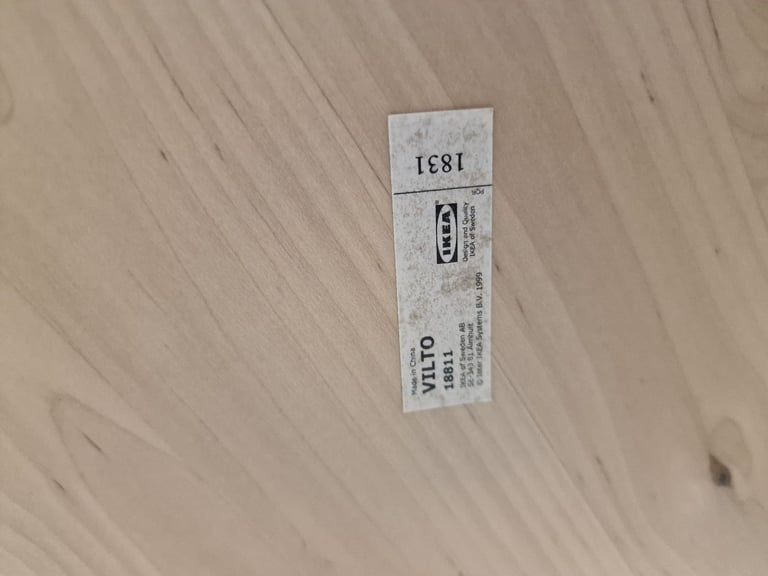 Made in China
VILTO
18811
IKEA of Sweden AB
SE-343 81 Älmhult
© Inter IKEA Systems B.V. 1999
IKEA®
Design and Quality
IKEA of Sweden
1831